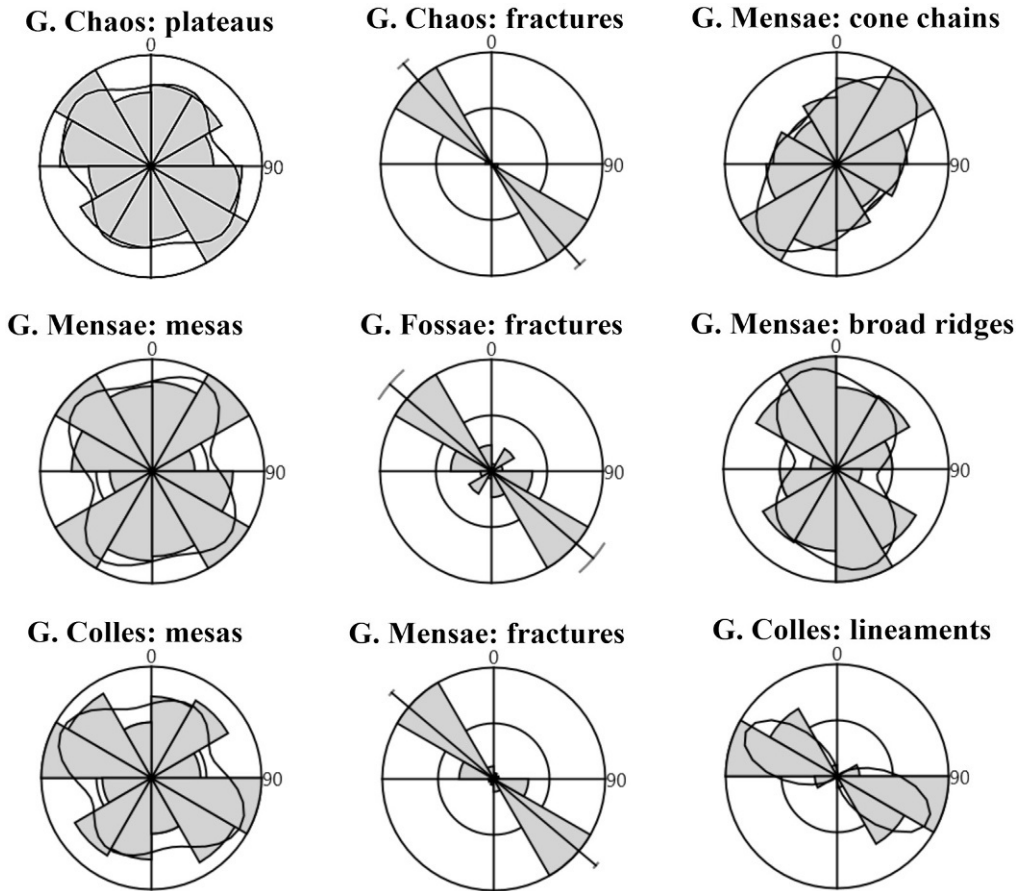 G. Chaos: plateaus
0
90
G. Chaos: fractures
0
90
G. Mensae: cone chains
0
90
G. Mensae: mesas
0
90
G. Fossae: fractures
0
90
G. Mensae: broad ridges
0
90
G. Colles: mesas
0
90
G. Mensae: fractures
0
90
G. Colles: lineaments
0
90